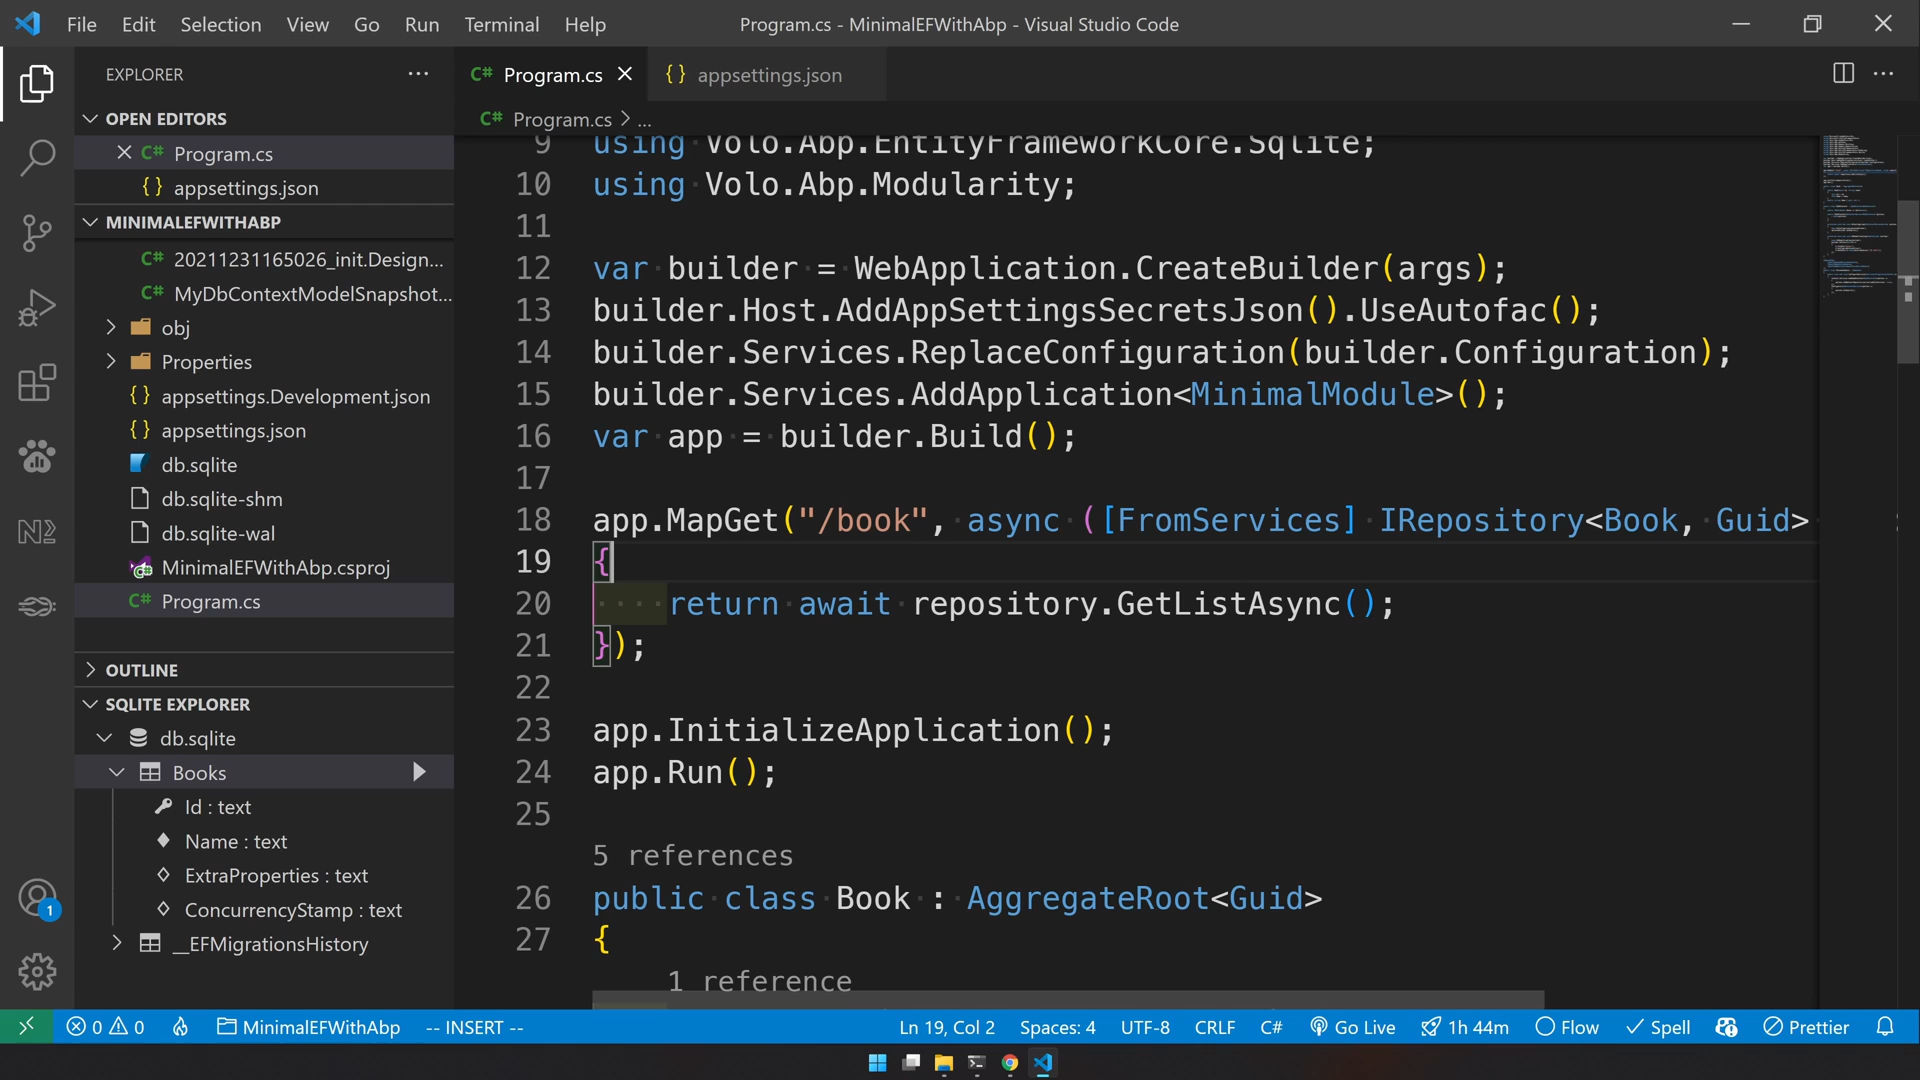 File Edit Selection View Go Run Terminal Help
Program.cs - MinimalEFWithAbp - Visual Studio Code
EXPLORER
OPEN EDITORS
C# Program.cs
{} appsettings.json
MINIMALEFWITHABP
C# 20211231165026_init.Design...
C# MyDbContextModelSnapshot...
obj
Properties
{} appsettings.Development.json
{} appsettings.json
db.sqlite
db.sqlite-shm
db.sqlite-wal
MinimalEFWithAbp.csproj
C# Program.cs
OUTLINE
SQLITE EXPLORER
db.sqlite
Books
Id : text
Name : text
ExtraProperties : text
ConcurrencyStamp : text
__EFMigrationsHistory
C# Program.cs
{} appsettings.json
C# Program.cs > ...
9 using Volo.Abp.EntityFrameworkCore.Sqlite;
10 using Volo.Abp.Modularity;
11
12 var builder = WebApplication.CreateBuilder(args);
13 builder.Host.AddAppSettingsSecretsJson().UseAutofac();
14 builder.Services.ReplaceConfiguration(builder.Configuration);
15 builder.Services.AddApplication<MinimalModule>();
16 var app = builder.Build();
17
18 app.MapGet("/book", async ([FromServices] IRepository<Book, Guid>
19 {
20 return await repository.GetListAsync();
21 });
22
23 app.InitializeApplication();
24 app.Run();
25
5 references
26 public class Book : AggregateRoot<Guid>
27 {
1 reference
1
0 0 MinimalEFWithAbp -- INSERT -- Ln 19, Col 2 Spaces: 4 UTF-8 CRLF C# Go Live 1h 44m Flow Spell Prettier